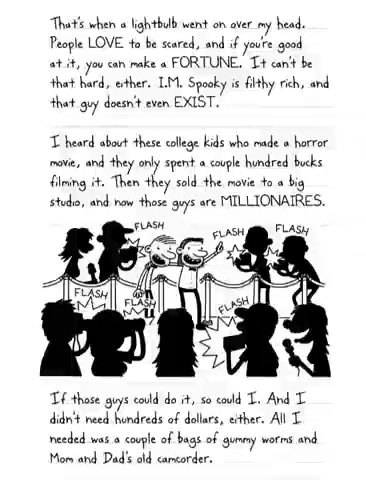 That's when a lightbulb went on over my head.
People LOVE to be scared, and if you're good
at it, you can make a FORTUNE. It can't be
that hard, either. I.M. Spooky is filthy rich, and
that guy doesn't even EXIST.
I heard about these college kids who made a horror
movie, and they only spent a couple hundred bucks
filming it. Then they sold the movie to a big
studio, and now those guys are MILLIONAIRES.
FLASH
FLASH
FLASH
FLASH
FLASH
FLASH
If those guys could do it, so could I. And I
didn't need hundreds of dollars, either. All I
needed was a couple of bags of gummy worms and
Mom and Dad's old camcorder.